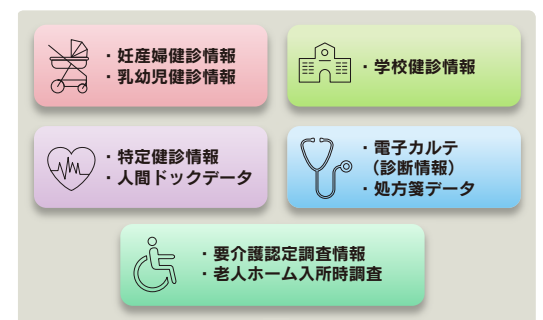 ・妊産婦健診情報
・乳幼児健診情報
・学校健診情報
・特定健診情報
・人間ドックデータ
・電子カルテ
（診断情報）
・処方箋データ
・要介護認定調査情報
・老人ホーム入所時調査